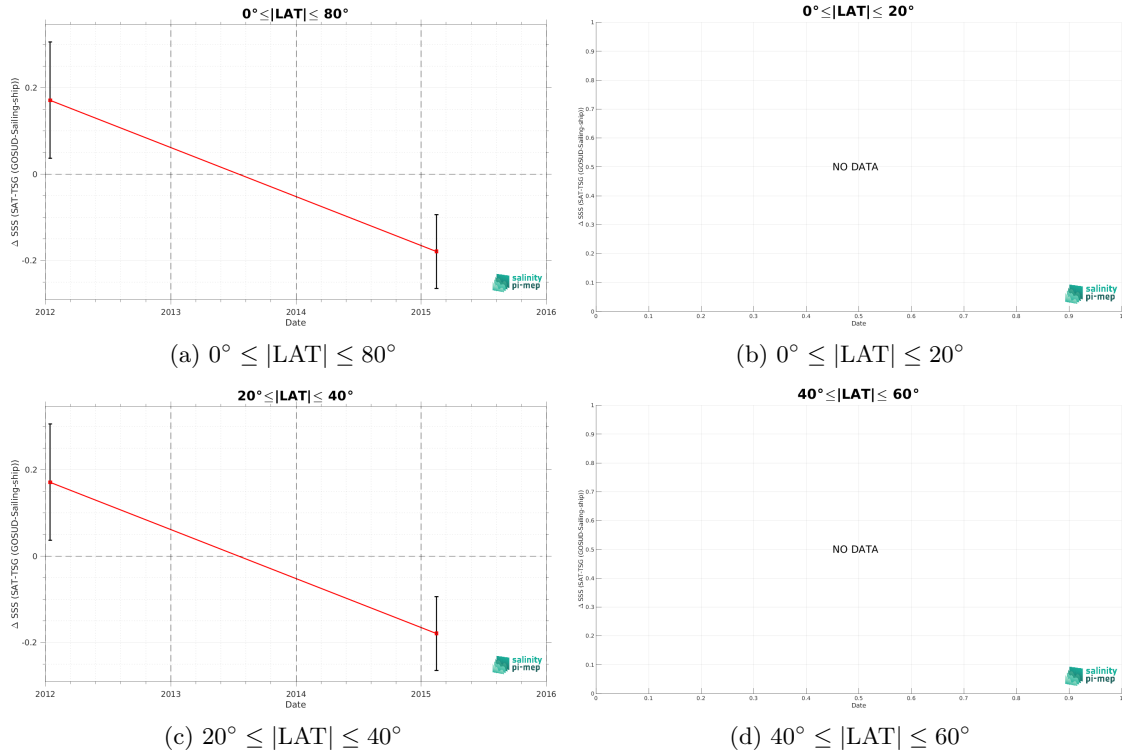 0°≤|LAT|≤ 80°
Δ SSS (SAT-TSG (GOSUD-Sailing-ship))
0.2
0
-0.2
2012 2013 2014 2015 2016
Date
salinity
pi-mep
(a) 0° ≤ |LAT| ≤ 80°
0°≤|LAT|≤ 20°
Δ SSS (SAT-TSG (GOSUD-Sailing-ship))
1
0.9
0.8
0.7
0.6
0.5
0.4
0.3
0.2
0.1
0
NO DATA
0 0.1 0.2 0.3 0.4 0.5 0.6 0.7 0.8 0.9 1
Date
salinity
pi-mep
(b) 0° ≤ |LAT| ≤ 20°
20°≤|LAT|≤ 40°
Δ SSS (SAT-TSG (GOSUD-Sailing-ship))
0.2
0
-0.2
2012 2013 2014 2015 2016
Date
salinity
pi-mep
(c) 20° ≤ |LAT| ≤ 40°
40°≤|LAT|≤ 60°
Δ SSS (SAT-TSG (GOSUD-Sailing-ship))
1
0.9
0.8
0.7
0.6
0.5
0.4
0.3
0.2
0.1
0
NO DATA
0 0.1 0.2 0.3 0.4 0.5 0.6 0.7 0.8 0.9 1
Date
salinity
pi-mep
(d) 40° ≤ |LAT| ≤ 60°